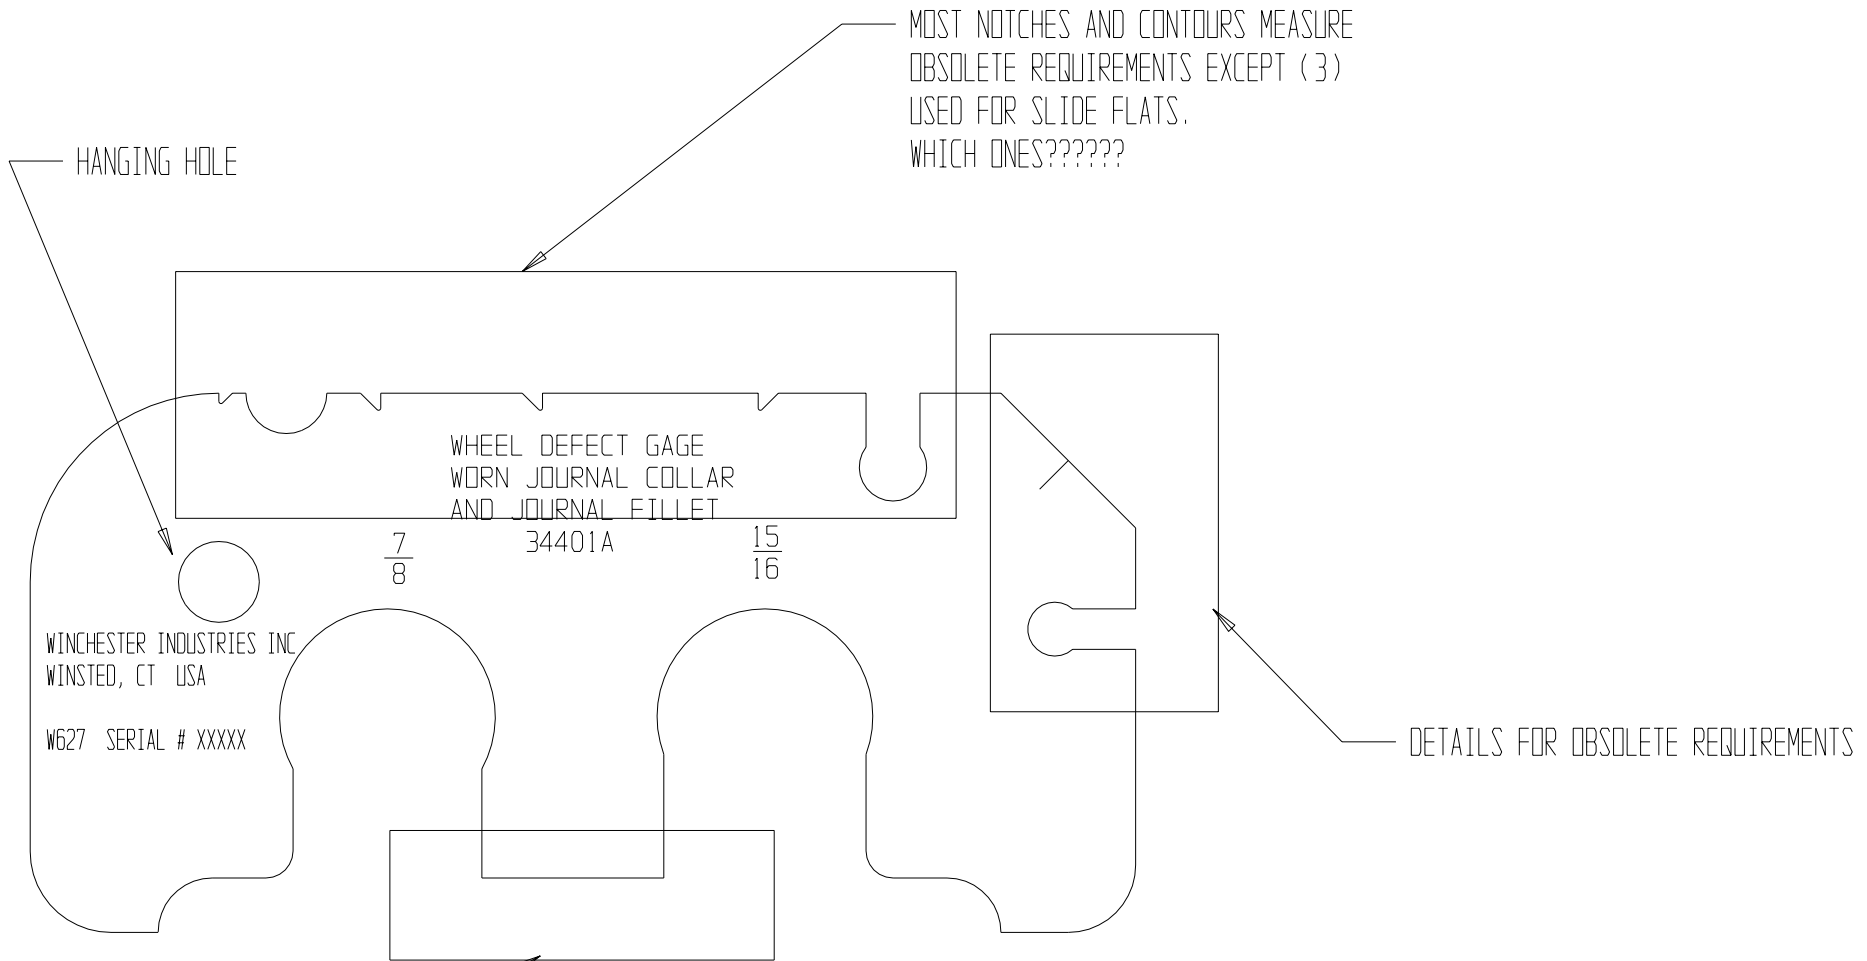 MOST NOTCHES AND CONTOURS MEASURE
OBSOLETE REQUIREMENTS EXCEPT (3)
USED FOR SLIDE FLATS.
WHICH ONES??????
HANGING HOLE
WHEEL DEFECT GAGE
WORN JOURNAL COLLAR
AND JOURNAL FILLET
34401A
7
8
15
16
WINCHESTER INDUSTRIES INC
WINSTED, CT USA
W627 SERIAL # XXXXX
DETAILS FOR OBSOLETE REQUIREMENTS